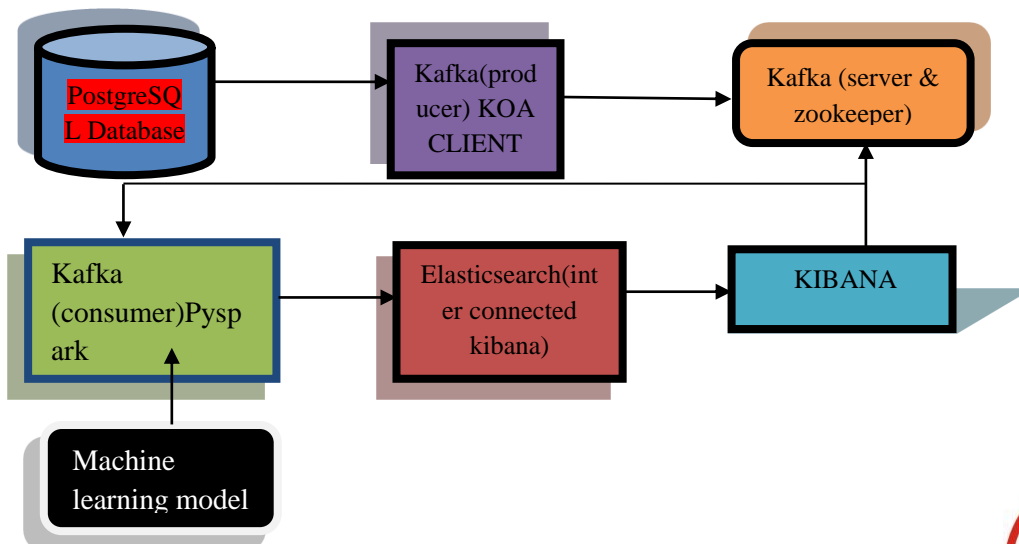 PostgreSQ
L Database
Kafka(prod
ucer) KOA
CLIENT
Kafka (server &
zookeeper)
Kafka
(consumer)Pysp
ark
Elasticsearch(int
er connected
kibana)
KIBANA
Machine
learning model